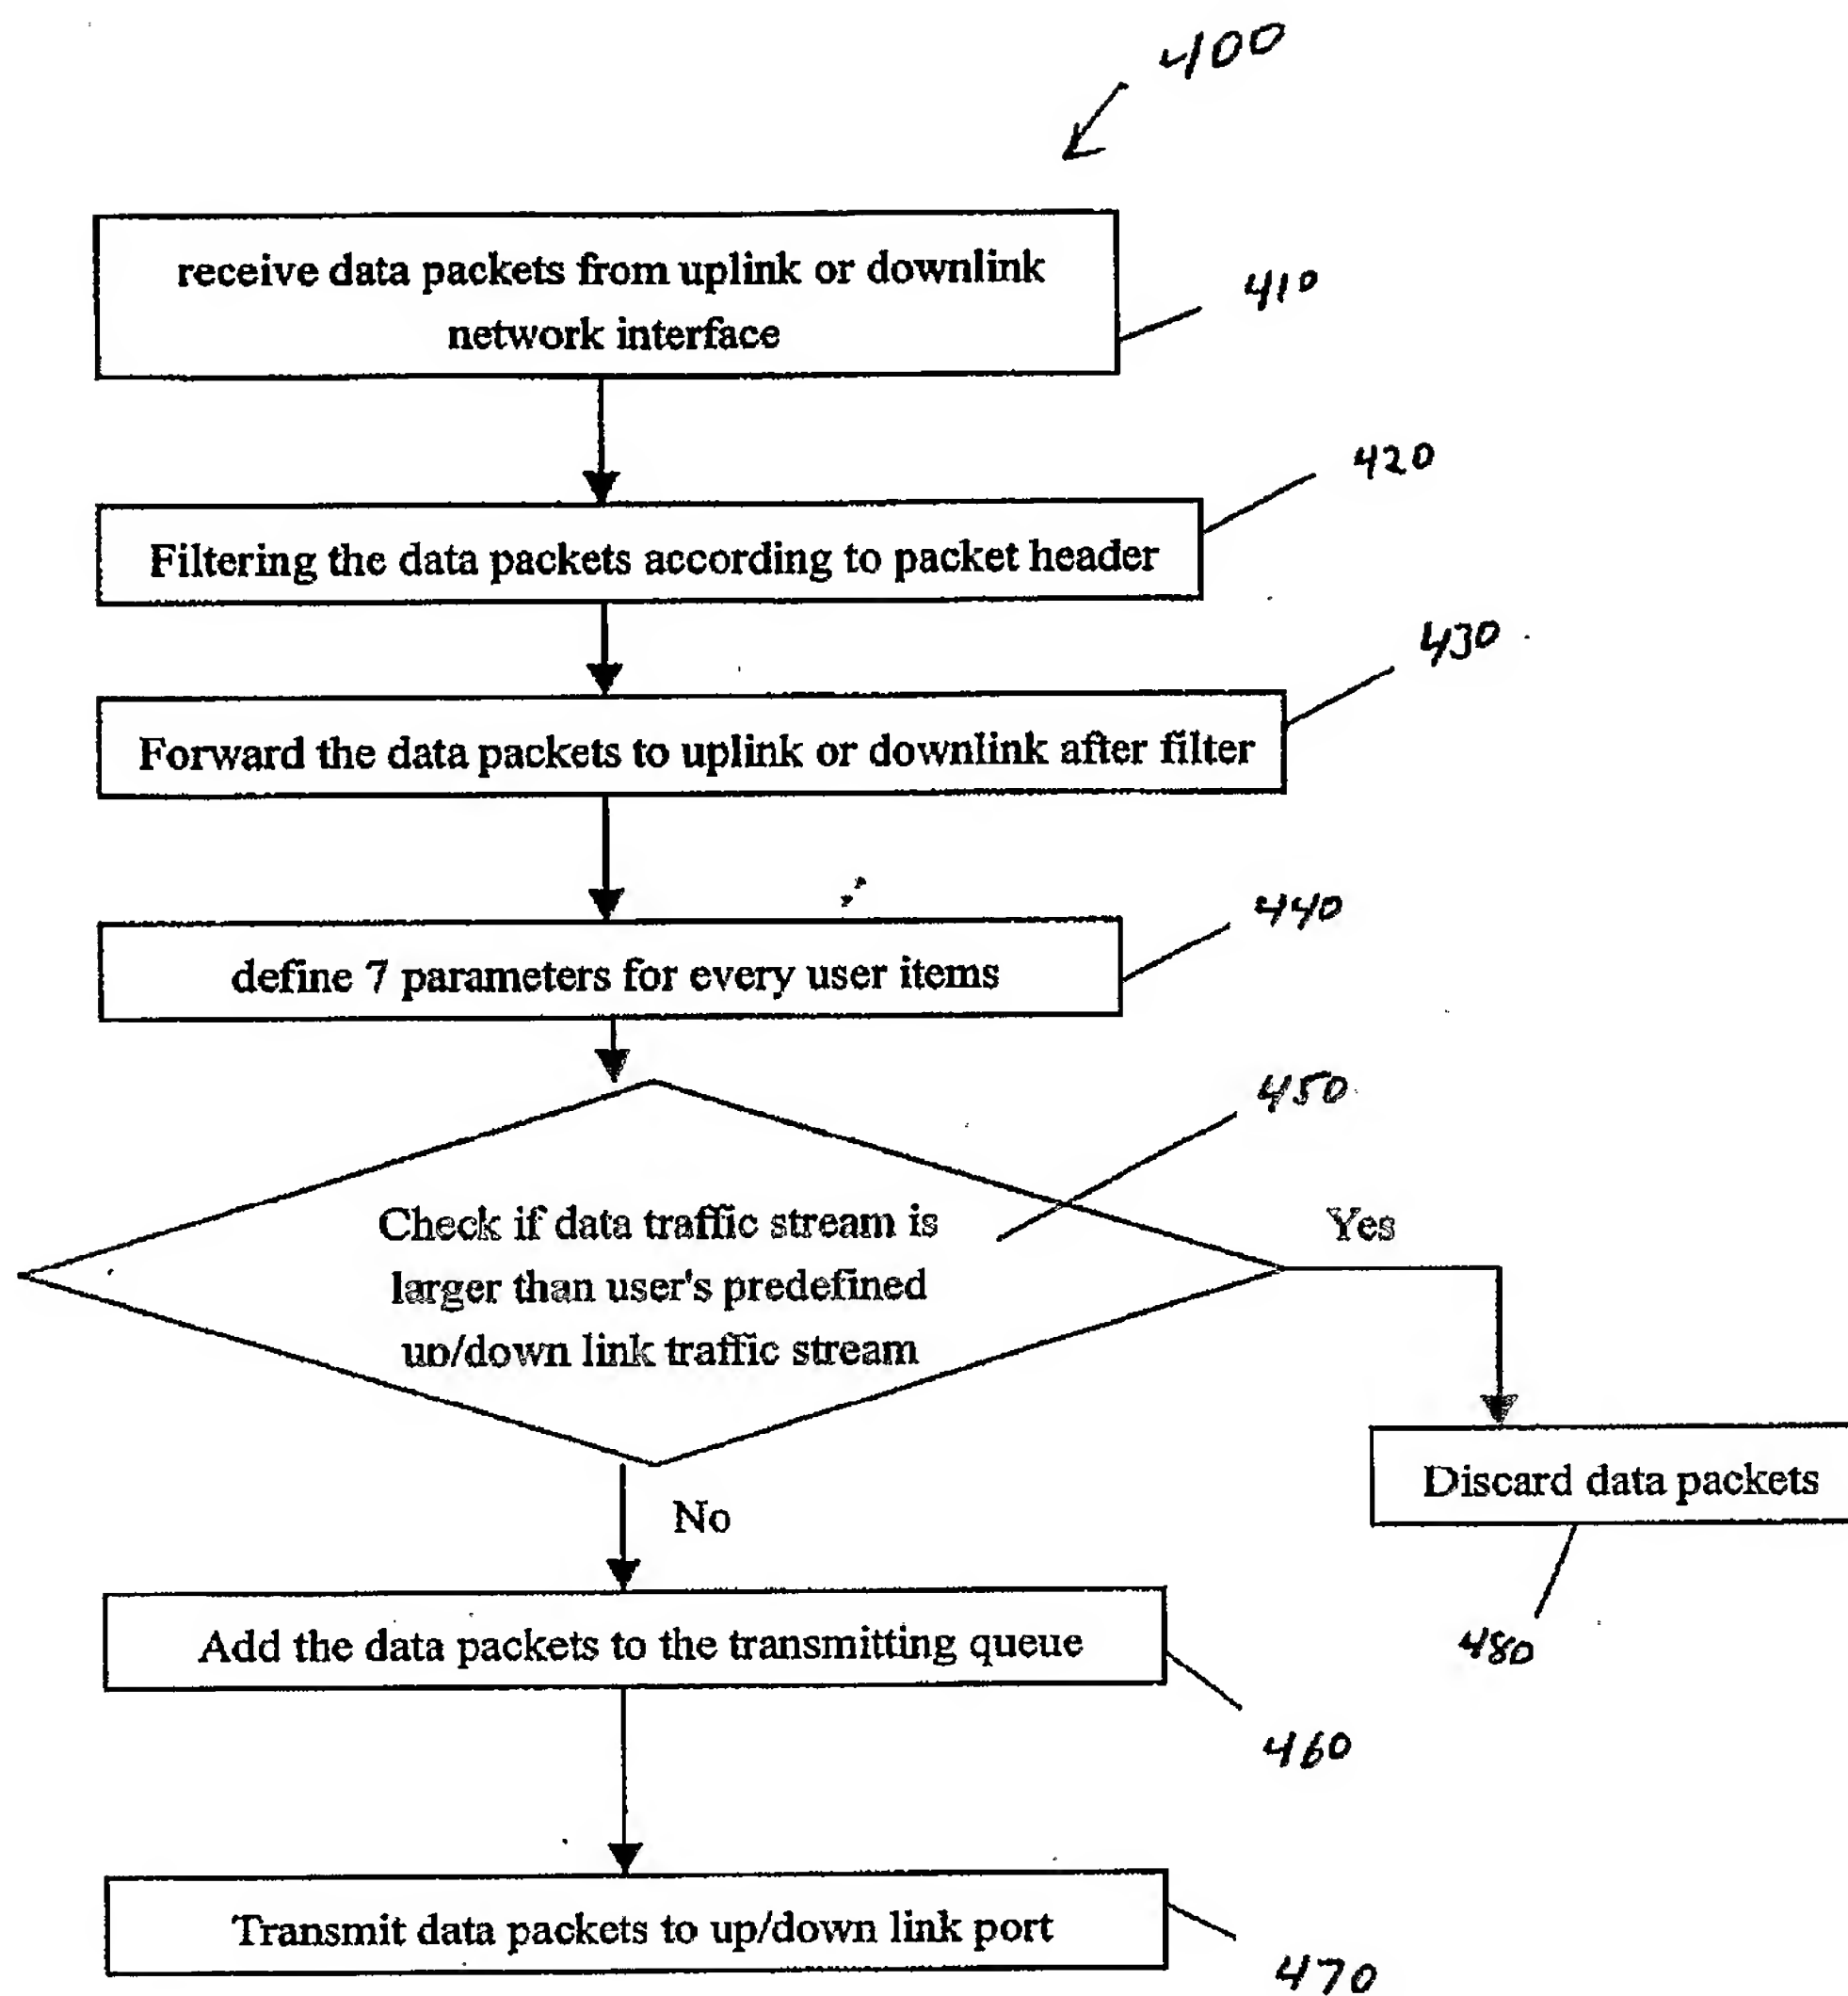 400
receive data packets from uplink or downlink
network interface
410
420
Filtering the data packets according to packet header
430
Forward the data packets to uplink or downlink after filter
440
define 7 parameters for every user items
450
Check if data traffic stream is
larger than user's predefined
up/down link traffic stream
Yes
Discard data packets
480
No
Add the data packets to the transmitting queue
460
Transmit data packets to up/down link port
470